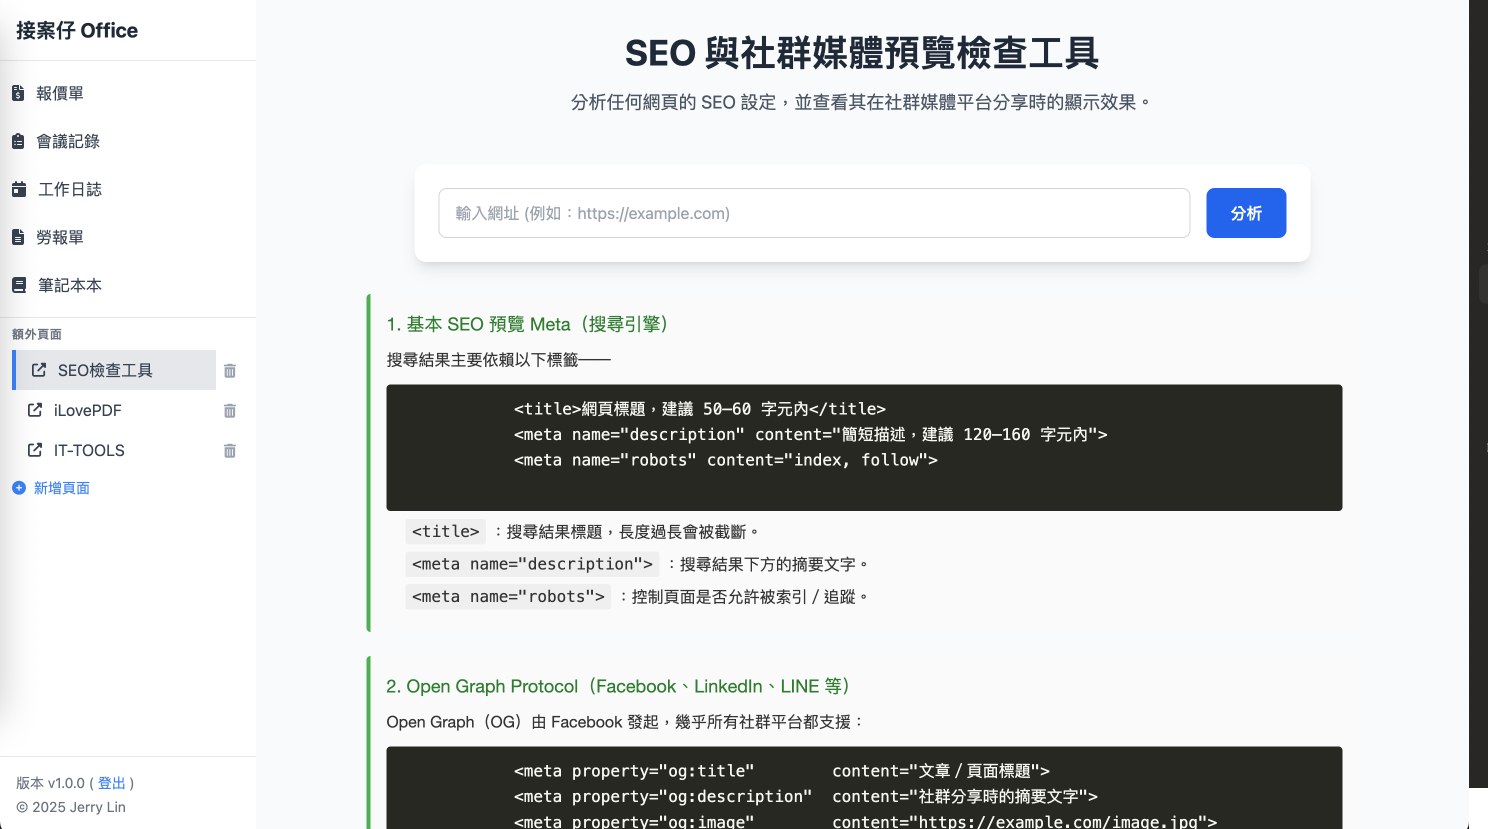 接案仔 Office
報價單
會議記錄
工作日誌
勞報單
筆記本本
額外頁面
SEO檢查工具
iLovePDF
IT-TOOLS
新增頁面
版本 v1.0.0 ( 登出 )
© 2025 Jerry Lin
SEO 與社群媒體預覽檢查工具
分析任何網頁的 SEO 設定，並查看其在社群媒體平台分享時的顯示效果。
輸入網址 (例如：https://example.com)
分析
1. 基本 SEO 預覽 Meta（搜尋引擎）
搜尋結果主要依賴以下標籤——
<title>網頁標題，建議 50–60 字元內</title>
<meta name="description" content="簡短描述，建議 120–160 字元內">
<meta name="robots" content="index, follow">
<title> ：搜尋結果標題，長度過長會被截斷。
<meta name="description"> ：搜尋結果下方的摘要文字。
<meta name="robots"> ：控制頁面是否允許被索引 / 追蹤。
2. Open Graph Protocol（Facebook、LinkedIn、LINE 等）
Open Graph（OG）由 Facebook 發起，幾乎所有社群平台都支援：
<meta property="og:title" content="文章 / 頁面標題">
<meta property="og:description" content="社群分享時的摘要文字">
<meta property="og:image" content="https://example.com/image.jpg">